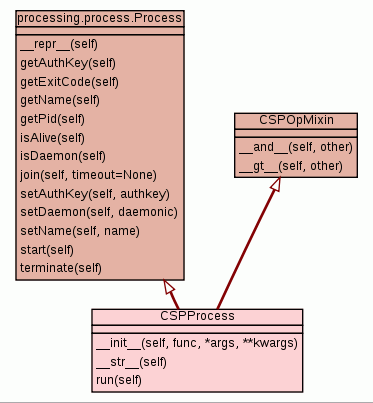 processing.process.Process
__repr__(self)
getAuthKey(self)
getExitCode(self)
getName(self)
getPid(self)
isAlive(self)
isDaemon(self)
join(self, timeout=None)
setAuthKey(self, authkey)
setDaemon(self, daemonic)
setName(self, name)
start(self)
terminate(self)
CSPOpMixin
__and__(self, other)
__gt__(self, other)
CSPProcess
__init__(self, func, *args, **kwargs)
__str__(self)
run(self)